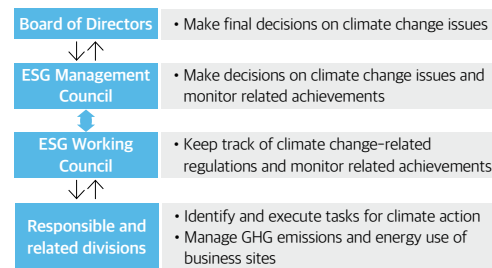 Board of Directors
• Make final decisions on climate change issues
ESG Management
Council
• Make decisions on climate change issues and
monitor related achievements
ESG Working
Council
• Keep track of climate change-related
regulations and monitor related achievements
Responsible and
related divisions
• Identify and execute tasks for climate action
• Manage GHG emissions and energy use of
business sites